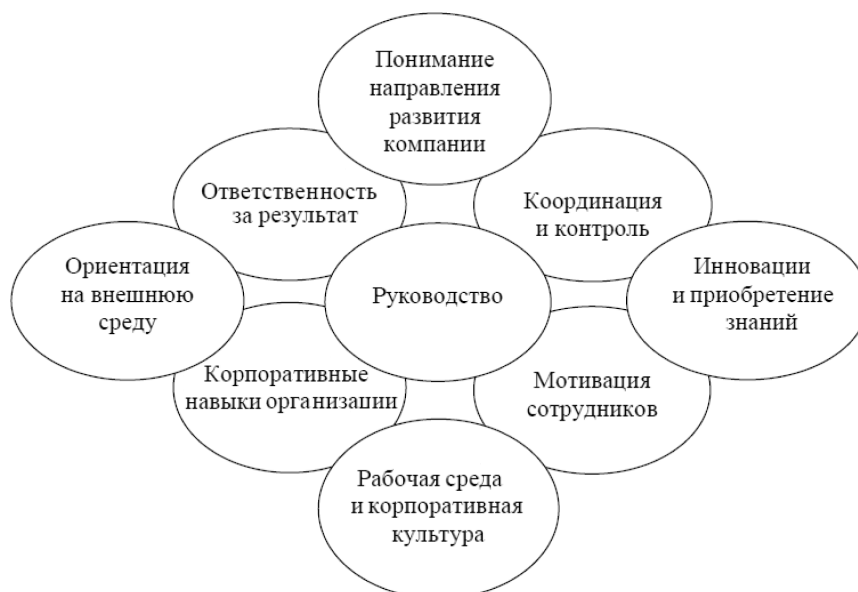 Понимание
направления
развития
компании
Ответственность
за результат
Координация
и контроль
Ориентация
на внешнюю
среду
Руководство
Инновации
и приобретение
знаний
Корпоративные
навыки организации
Мотивация
сотрудников
Рабочая среда
и корпоративная
культура